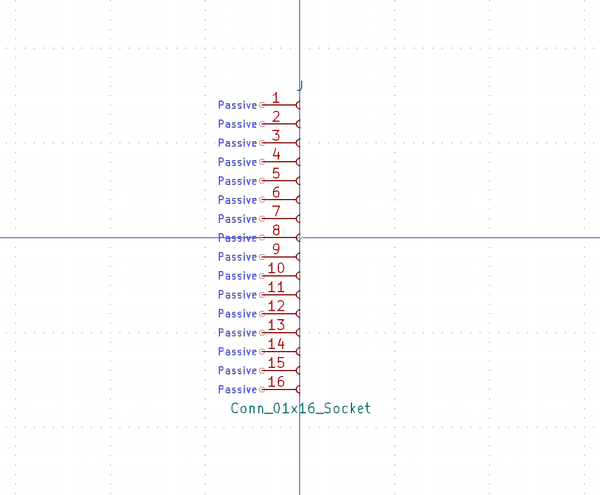 J
Passive 1
Passive 2
Passive 3
Passive 4
Passive 5
Passive 6
Passive 7
Passive 8
Passive 9
Passive 10
Passive 11
Passive 12
Passive 13
Passive 14
Passive 15
Passive 16
Conn_01x16_Socket